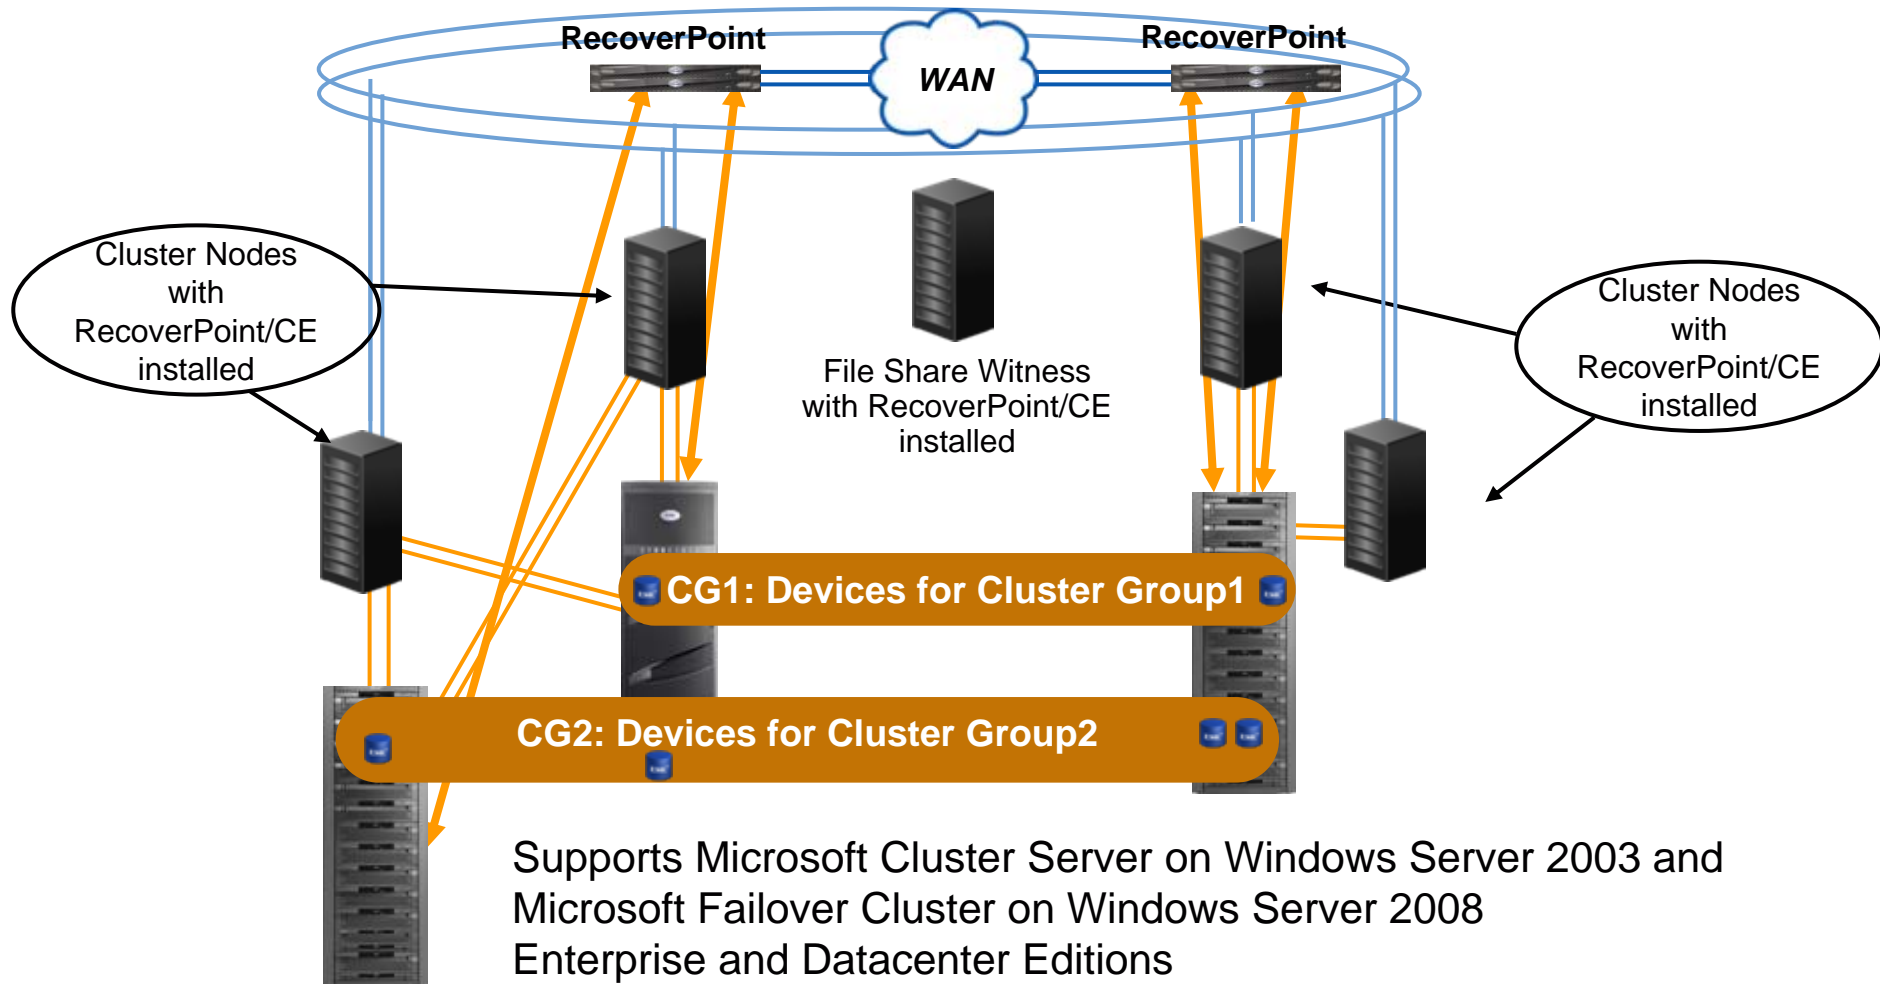 RecoverPoint
RecoverPoint
WAN
Cluster Nodes
with
RecoverPoint/CE
installed
File Share Witness
with RecoverPoint/CE
installed
Cluster Nodes
with
RecoverPoint/CE
installed
CG1: Devices for Cluster Group1
CG2: Devices for Cluster Group2
Supports Microsoft Cluster Server on Windows Server 2003 and
Microsoft Failover Cluster on Windows Server 2008
Enterprise and Datacenter Editions